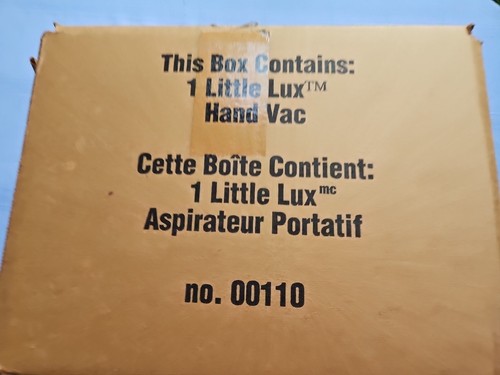 This Box Contains:
1 Little Lux™
Hand Vac
Cette Boîte Contient:
1 Little Lux mc
Aspirateur Portatif
no. 00110